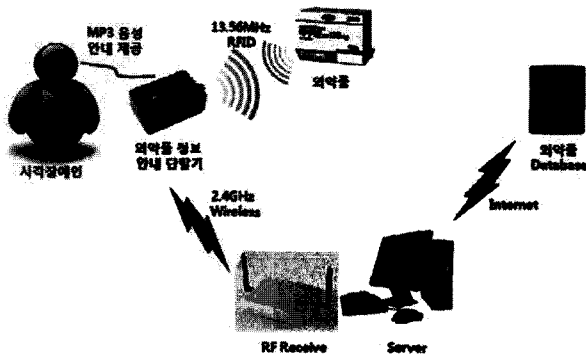 MP3 음성
안내 제공
13.56MHz
RFID
의약품
시각장애인
의약품 정보
안내 단말기
의약품
Database
2.4GHz
Wireless
Internet
RF Receive
Server